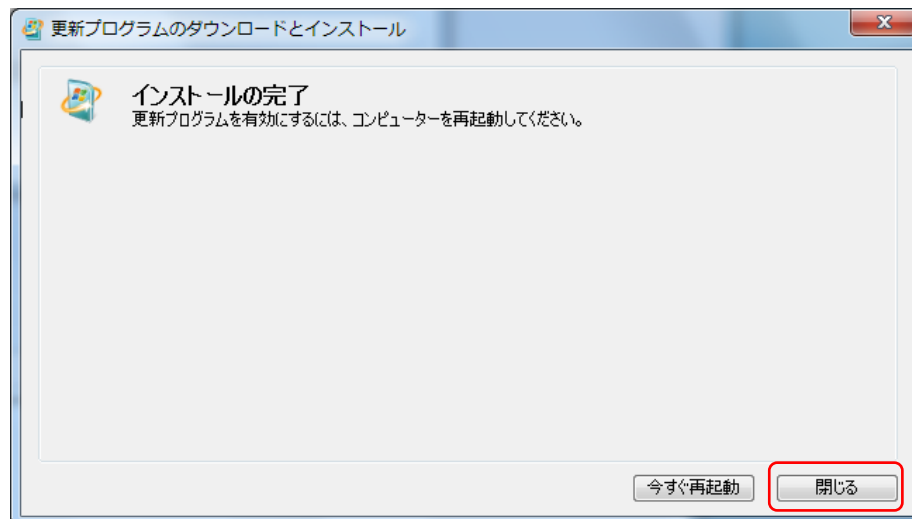 更新プログラムのダウンロードとインストール
インストールの完了
更新プログラムを有効にするには、コンピューターを再起動してください。
今すぐ再起動
閉じる